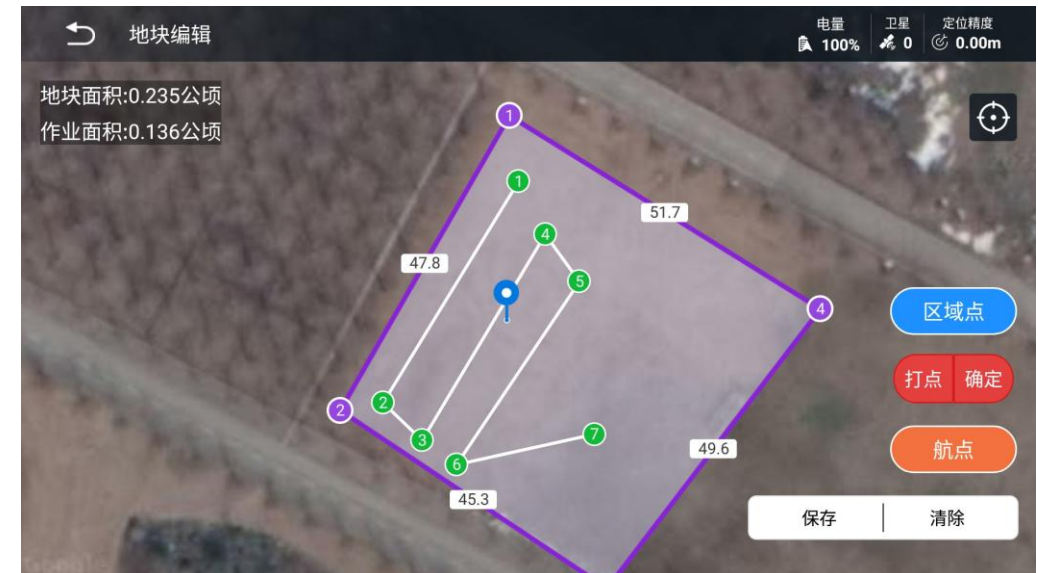 地块编辑
电量
100%
卫星
0
定位精度
0.00m
地块面积:0.235公顷
作业面积:0.136公顷
1
1
51.7
4
47.8
5
4
区域点
打点 确定
2
2
3
7
6
49.6
航点
45.3
保存 清除
Google